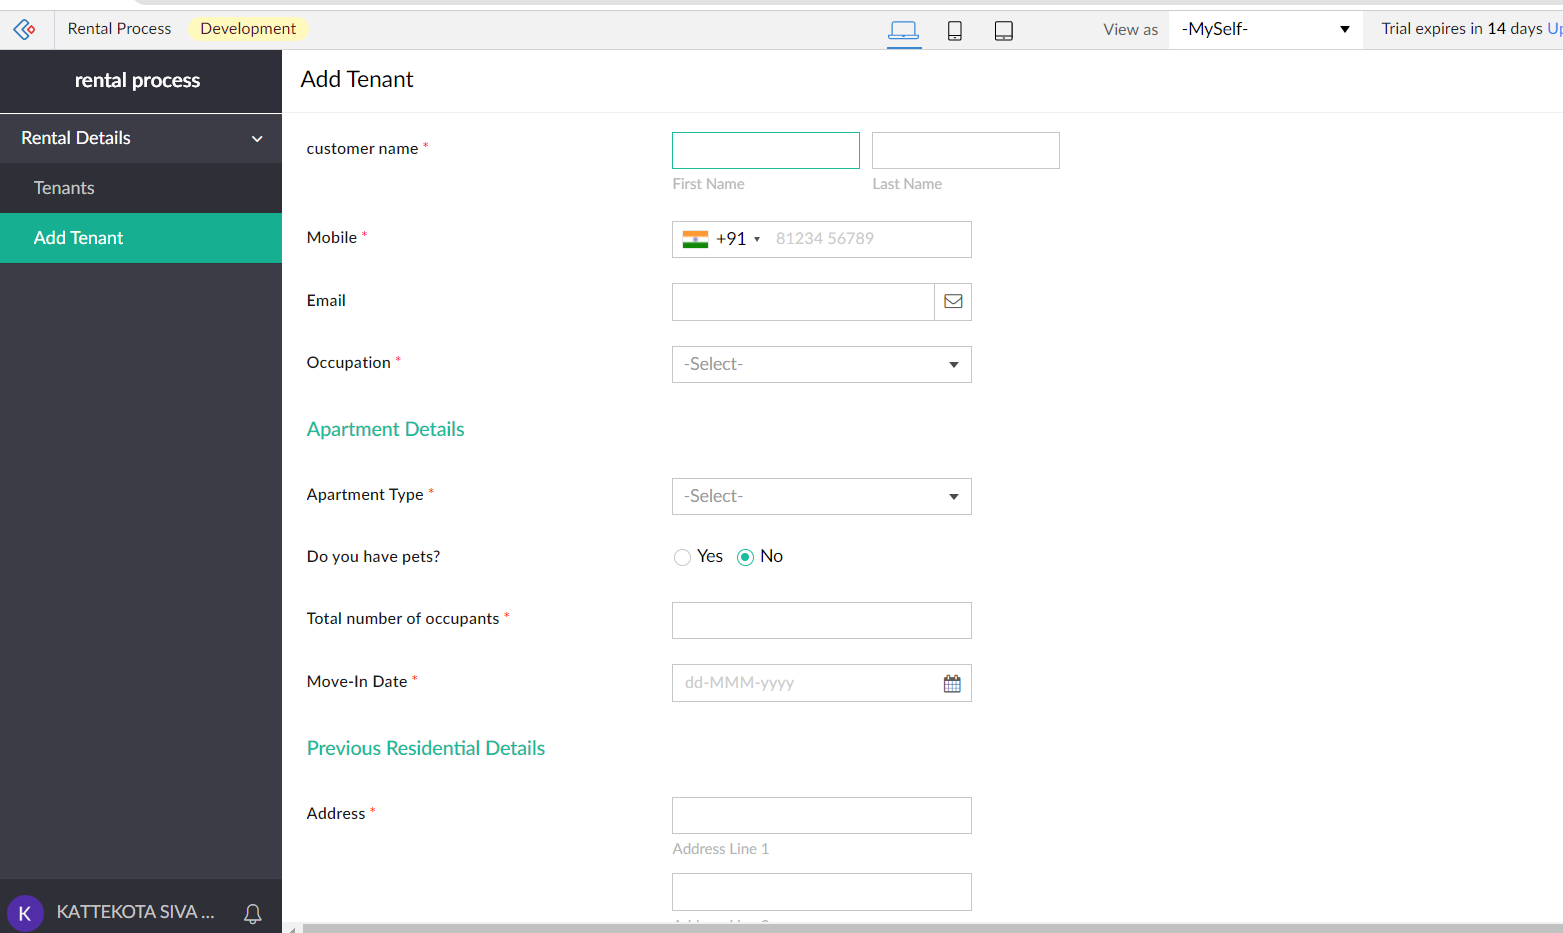 Rental Process Development View as -MySelf- Trial expires in 14 days
rental process
Add Tenant
Rental Details
Tenants
Add Tenant
customer name *
First Name Last Name
Mobile * +91 81234 56789
Email
Occupation * -Select-
Apartment Details
Apartment Type * -Select-
Do you have pets? Yes No
Total number of occupants *
Move-In Date * dd-MMM-yyyy
Previous Residential Details
Address *
Address Line 1
K KATTEKOTA SIVA ...